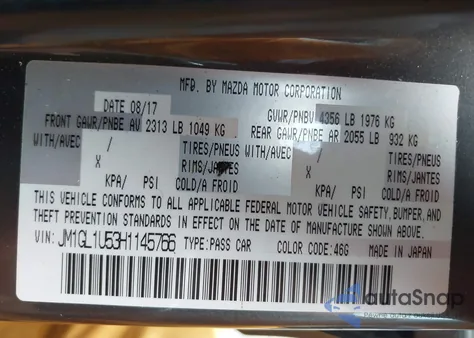 MFD. BY MAZDA MOTOR CORPORATION
DATE 08/17 GVWR/PNBV 4356 LB 1976 KG
FRONT GAWR/PNBE AV 2313 LB 1049 KG REAR GAWR/PNBE AR 2055 LB 932 KG
WITH/AVEC / TIRES/PNEUS WITH/AVEC / TIRES/PNEUS
X RIMS/JANTES X RIMS/JANTES
KPA/ PSI COLD/A FROID KPA/ PSI COLD/A FROID
THIS VEHICLE CONFORMS TO ALL APPLICABLE FEDERAL MOTOR VEHICLE SAFETY, BUMPER, AND
THEFT PREVENTION STANDARDS IN EFFECT ON THE DATE OF MANUFACTURE SHOWN ABOVE.
VIN: JM1GL1U53H1145766 TYPE: PASS CAR COLOR CODE: 46G MADE IN JAPAN
autoSnap